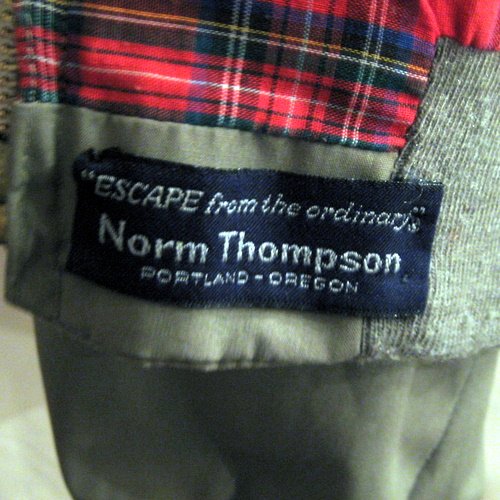 "ESCAPE from the ordinary"
Norm Thompson
PORTLAND-OREGON